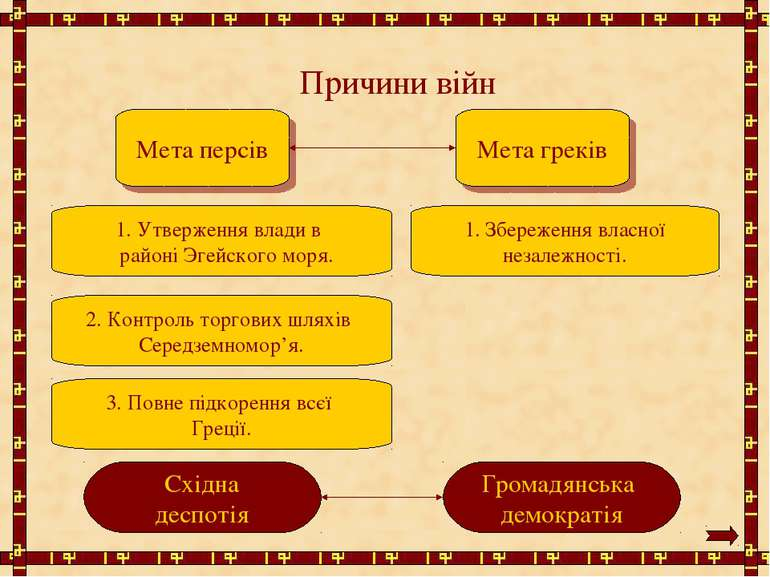 Причини війн
Мета персів
Мета греків
1. Утверження влади в
районі Эгейского моря.
1. Збереження власної
незалежності.
2. Контроль торгових шляхів
Середземномор’я.
3. Повне підкорення всєї
Греції.
Східна
деспотія
Громадянська
демократія